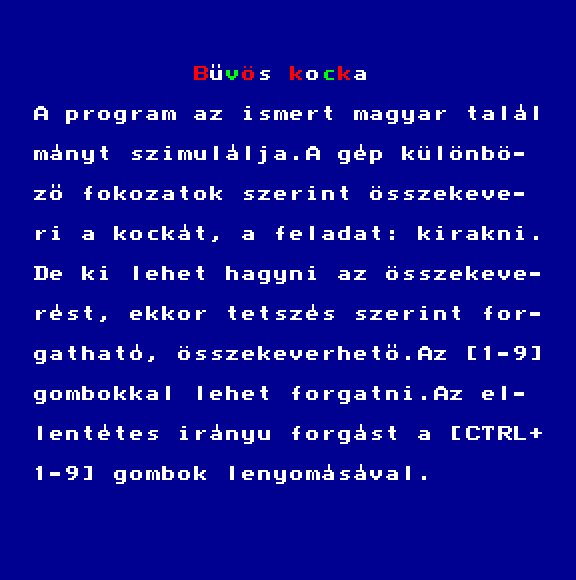 Büvös kocka
A program az ismert magyar talál
mányt szimulálja.A gép különbö-
ző fokozatok szerint összekeve-
ri a kockát, a feladat: kirakni.
De ki lehet hagyni az összekeve-
rést, ekkor tetszés szerint for-
gatható, összekeverhető.Az [1-9]
gombokkal lehet forgatni.Az el-
lentétes irányu forgást a [CTRL+
1-9] gombok lenyomásával.